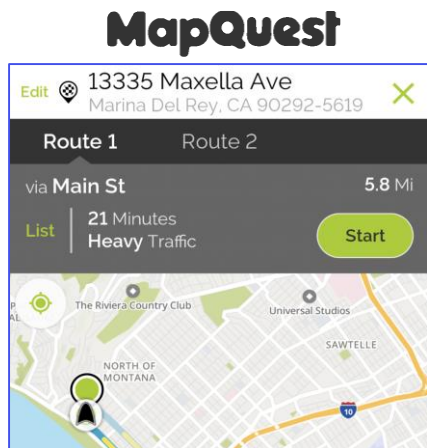 MapQuest
Edit
13335 Maxella Ave
Marina Del Rey, CA 90292-5619
Route 1
Route 2
via Main St
5.8 Mi
List
21 Minutes
Heavy Traffic
Start
The Riviera Country Club
Universal Studios
SAWTELLE
NORTH OF
MONTANA
10